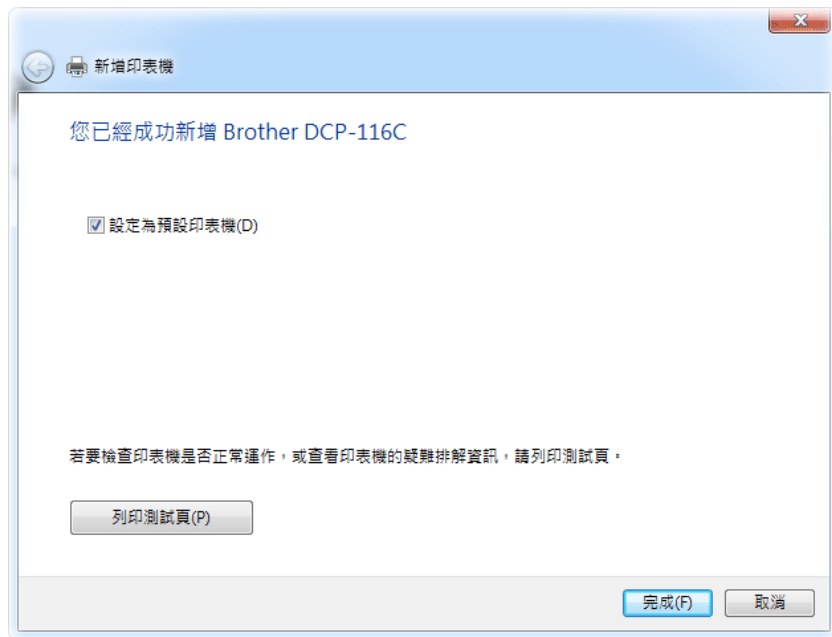 新增印表機
您已經成功新增 Brother DCP-116C
設定為預設印表機(D)
若要檢查印表機是否正常運作，或查看印表機的疑難排解資訊，請列印測試頁。
列印測試頁(P)
完成(F)
取消